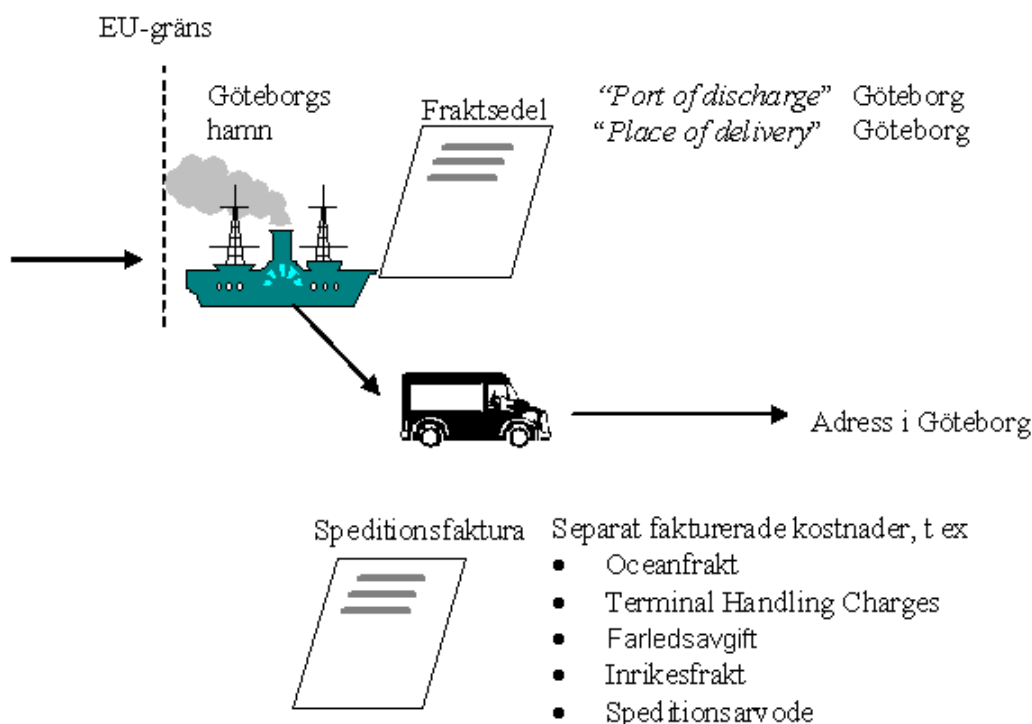 EU-gräns
Göteborgs
hamn
Fraktsedel
“Port of discharge” Göteborg
“Place of delivery” Göteborg
Adress i Göteborg
Speditionsfaktura
Separat fakturerade kostnader, t ex
• Oceanfrakt
• Terminal Handling Charges
• Farledsavgift
• Inrikesfrakt
• Speditionsarvode